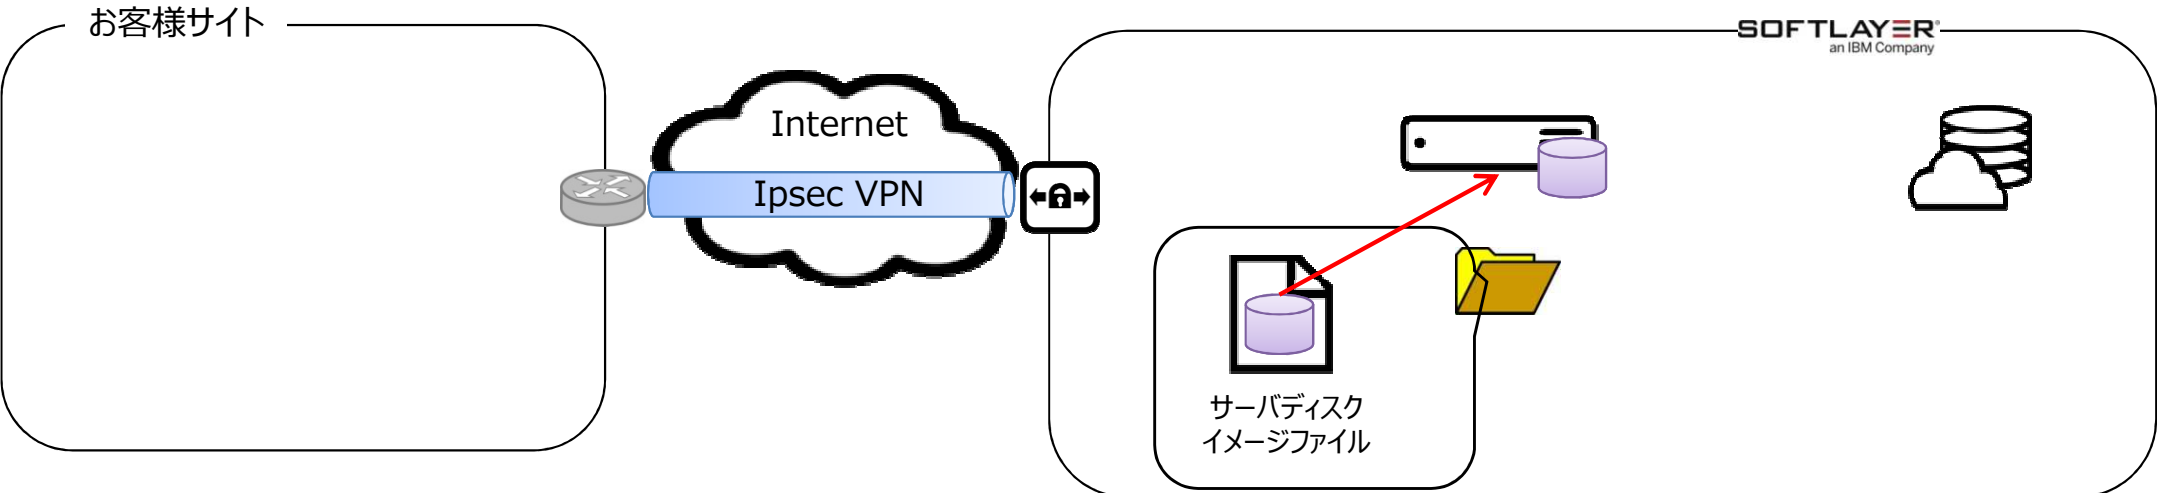 お客様サイト
SOFTLAYER
an IBM Company
Internet
Ipsec VPN
サーバディスク
イメージファイル